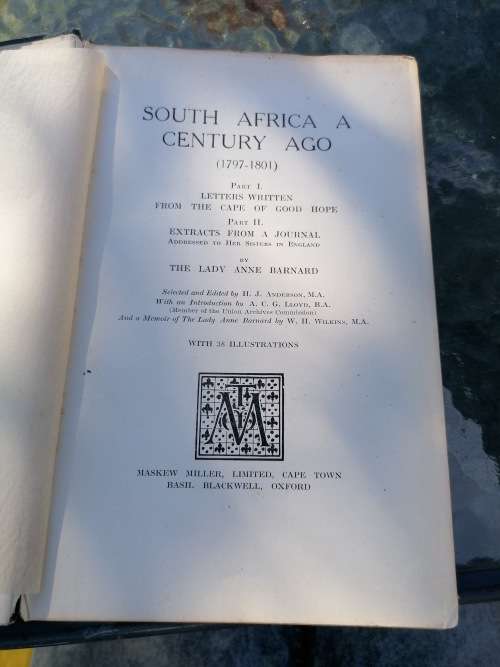 SOUTH AFRICA A
CENTURY AGO
(1797-1801)
PART I.
LETTERS WRITTEN
FROM THE CAPE OF GOOD HOPE
PART II.
EXTRACTS FROM A JOURNAL
ADDRESSED TO HER SISTERS IN ENGLAND
BY
THE LADY ANNE BARNARD
Selected and Edited by H. J. ANDERSON, M.A.
With an Introduction by A. C. G. LLOYD, B.A.
(Member of the Union Archives Commission)
And a Memoir of The Lady Anne Barnard by W. H. WILKINS, M.A.
WITH 38 ILLUSTRATIONS
TMM
MASKEW MILLER, LIMITED, CAPE TOWN
BASIL BLACKWELL, OXFORD